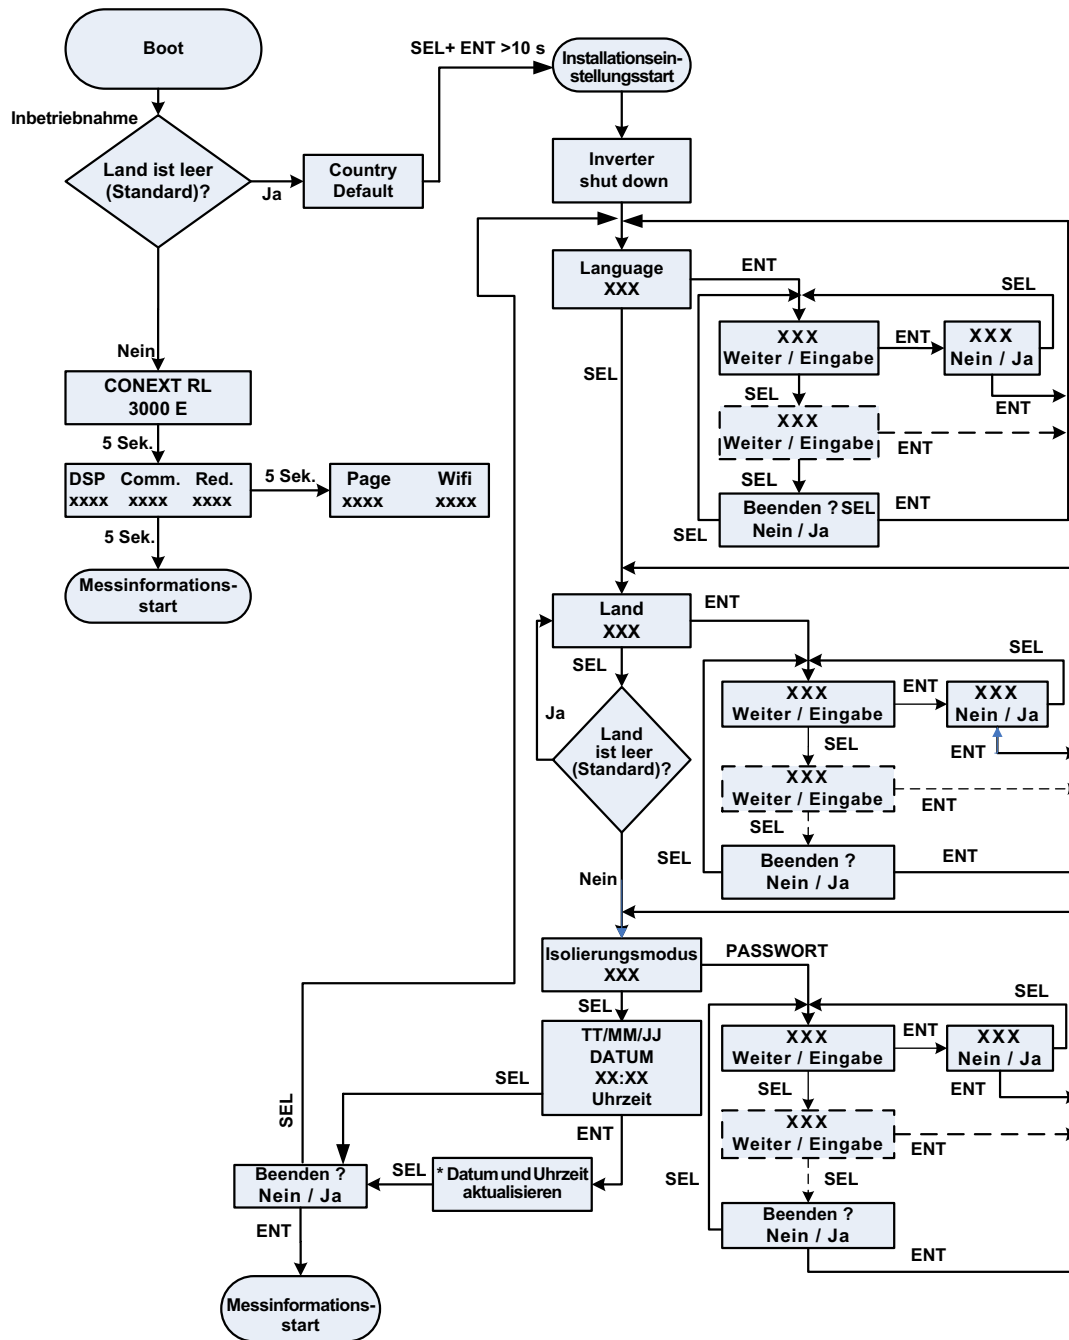 Boot
Inbetriebnahme
Land ist leer
(Standard)?
Ja
Country
Default
SEL+ ENT >10 s
Installationsein-
stellungsstart
Inverter
shut down
Nein
CONEXT RL
3000 E
5 Sek.
DSP Comm. Red.
xxxx xxxx xxxx
5 Sek.
Page Wifi
xxxx xxxx
5 Sek.
Messinformations-
start
Language
XXX
ENT
SEL
SEL
XXX
Weiter / Eingabe
ENT
XXX
Nein / Ja
ENT
SEL
XXX
Weiter / Eingabe
ENT
SEL
Beenden ? SEL
Nein / Ja
ENT
SEL
Land
XXX
ENT
SEL
Ja
Land
ist leer
(Standard)?
Nein
SEL
XXX
Weiter / Eingabe
ENT
XXX
Nein / Ja
ENT
SEL
XXX
Weiter / Eingabe
ENT
SEL
Beenden ?
Nein / Ja
ENT
SEL
Isolierungsmodus
XXX
PASSWORT
SEL
TT/MM/JJ
DATUM
XX:XX
Uhrzeit
SEL
ENT
* Datum und Uhrzeit
aktualisieren
SEL
SEL
Beenden ?
Nein / Ja
ENT
Messinformations-
start
SEL
XXX
Weiter / Eingabe
ENT
XXX
Nein / Ja
ENT
SEL
XXX
Weiter / Eingabe
ENT
SEL
SEL
Beenden ?
Nein / Ja
ENT